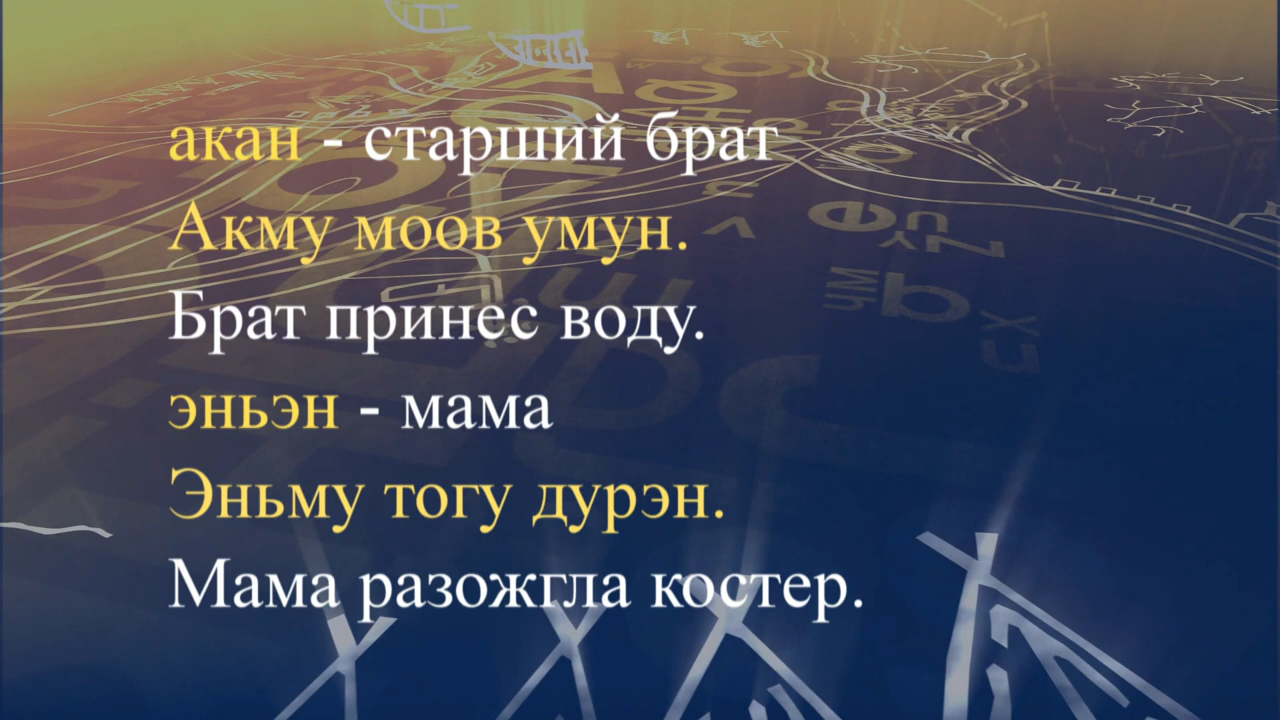 акан - старший брат
Акму моов умун.
Брат принес воду.
эньэн - мама
Эньму тогу дурэн.
Мама разожгла костер.